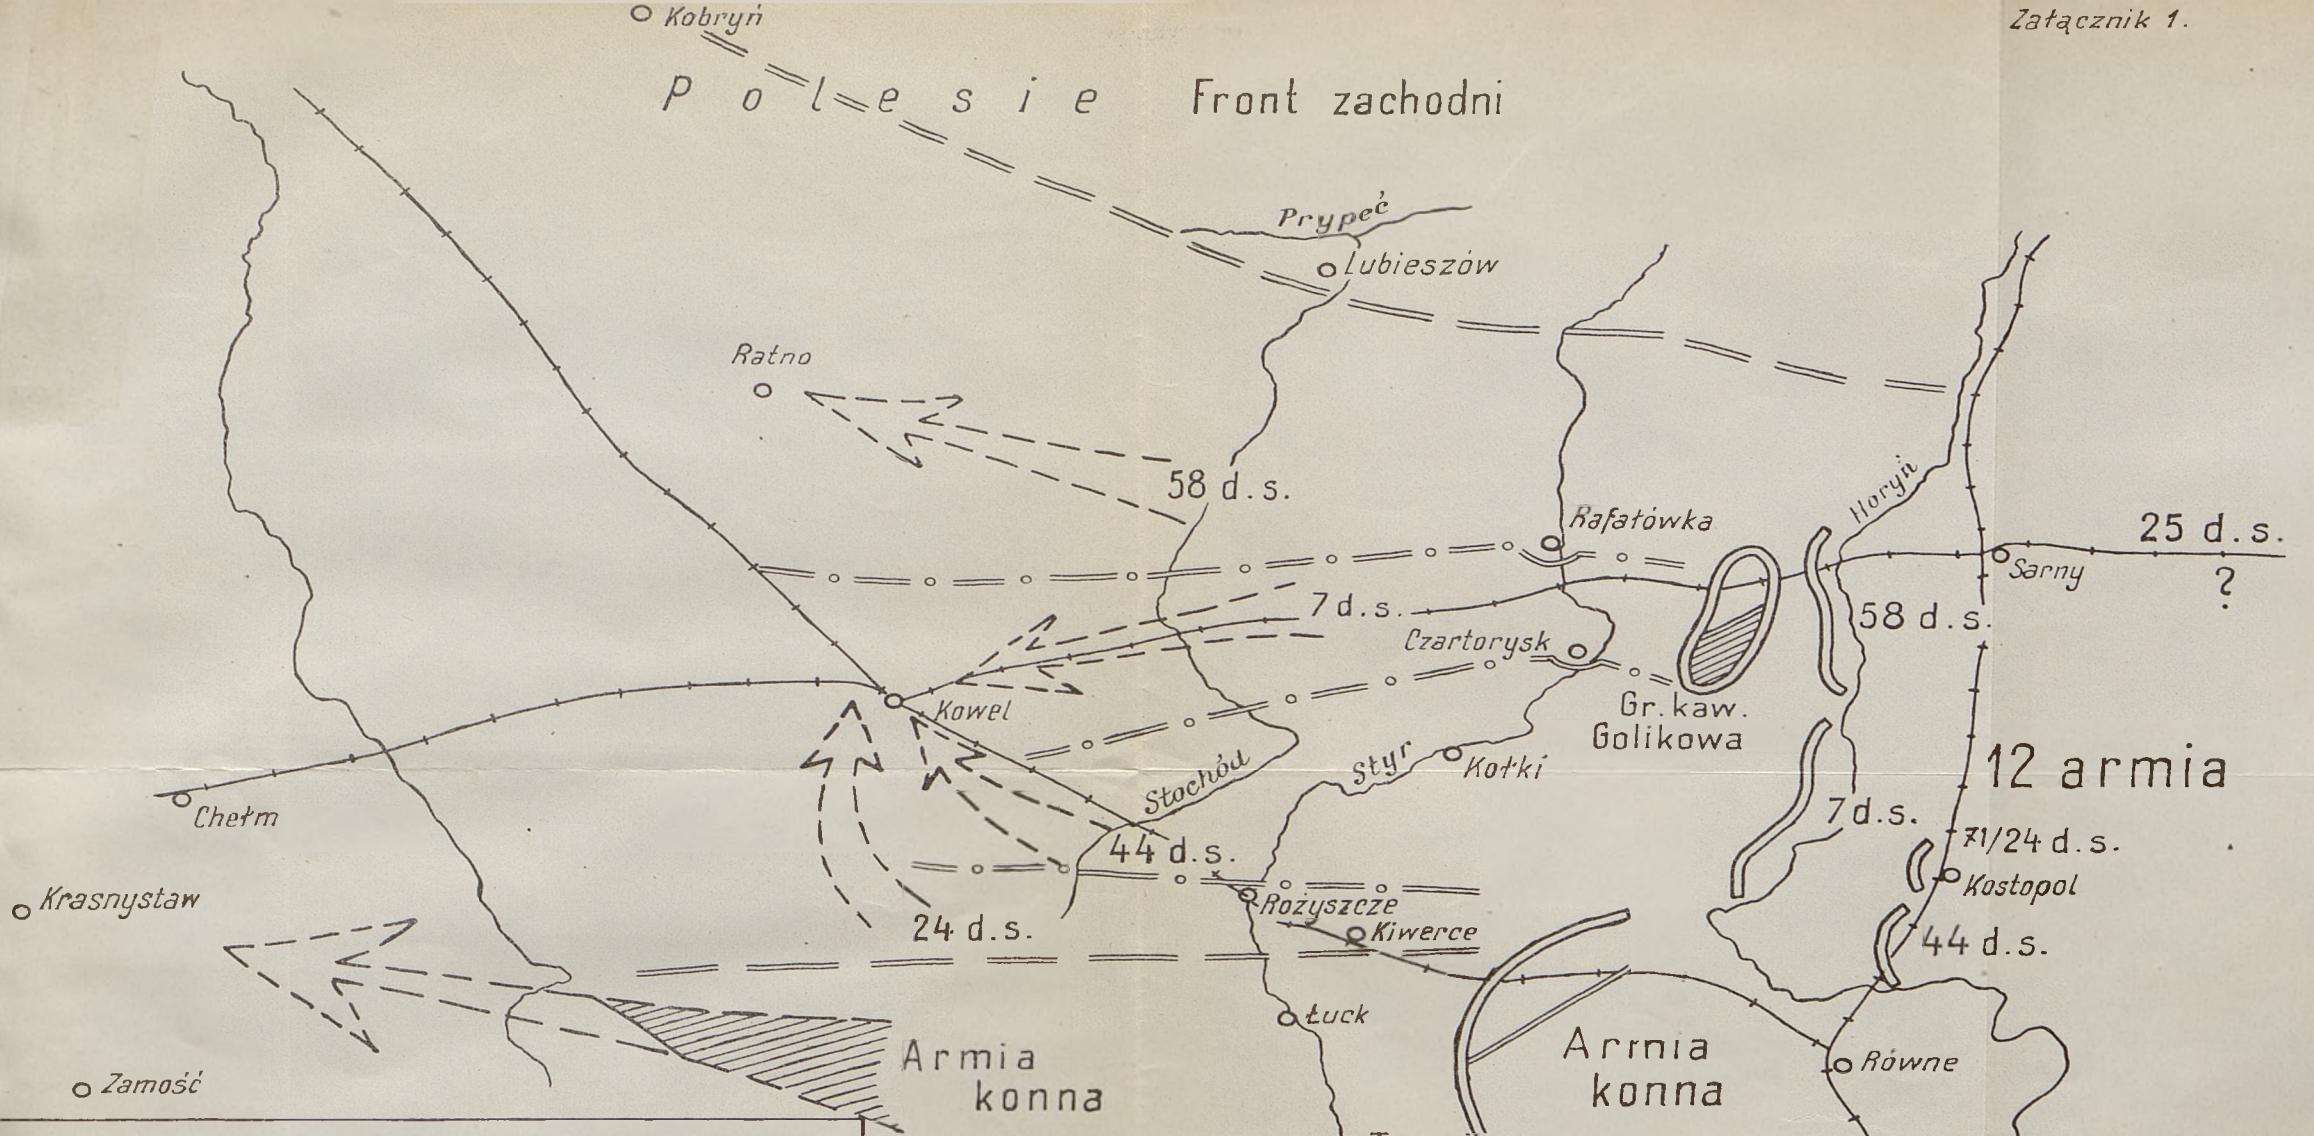 Kobryń
Załącznik 1.
Polesie
Front zachodni
Prypeć
Lubieszów
Ratno
58 d.s.
Rafałówka
Horyń
25 d.s.
?
Sarny
7 d.s.
58 d.s.
Czartorysk
Kowel
Gr. kaw.
Golikowa
Stochód
Styr
Kołki
12 armia
Chełm
7 d.s.
71/24 d.s.
44 d.s.
Kostopol
Krasnystaw
Rożyszcze
24 d.s.
Kiwerce
44 d.s.
Łuck
Armia
konna
Armia
konna
Równe
Zamość